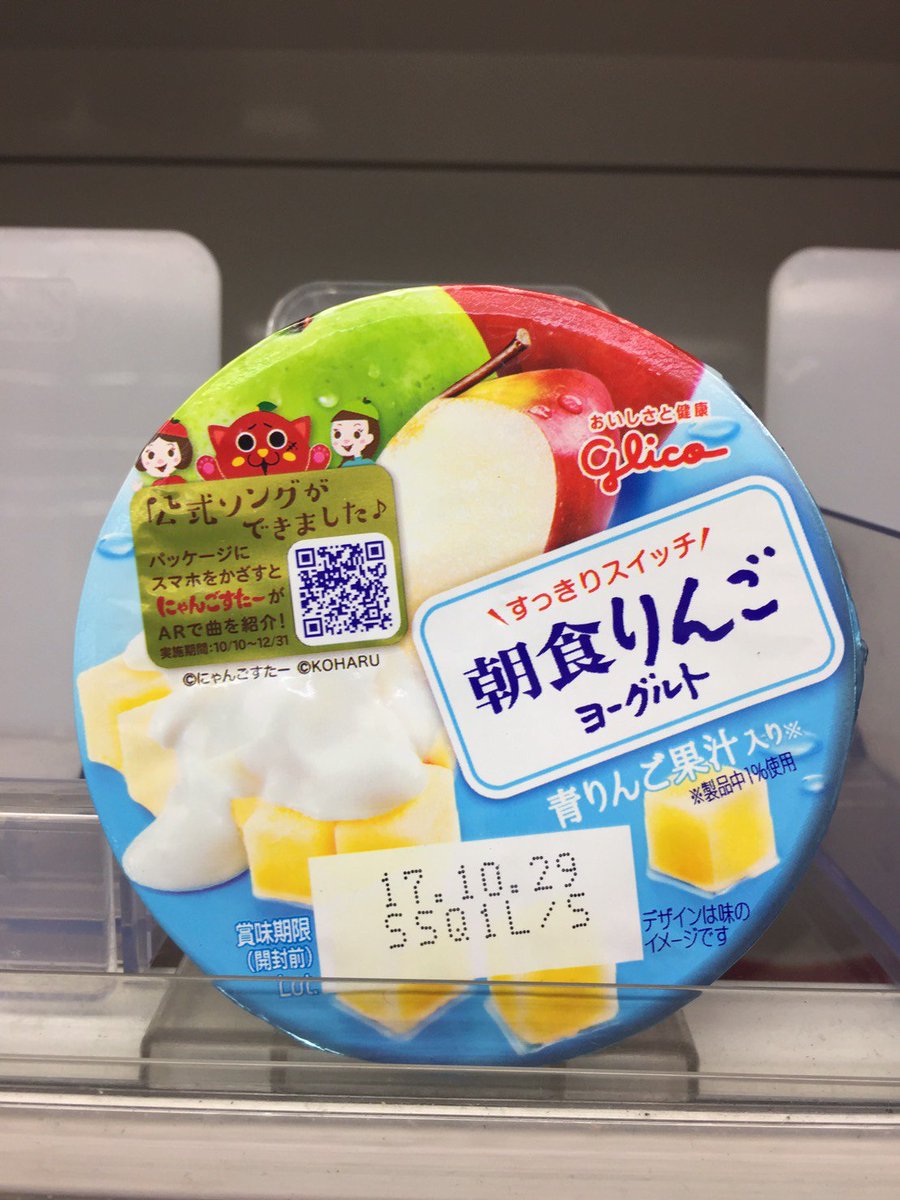 おいしさと健康
glico
公式ソングが
できました♪
パッケージに
スマホをかざすと
にゃんごすたーが
ARで曲を紹介!
実施期間:10/10〜12/31
©にゃんごすたー ©KOHARU
\すっきりスイッチ/
朝食りんご
ヨーグルト
青りんご果汁入り※
※製品中1%使用
17.10.29
SSQ1L/S
賞味期限
(開封前)
Lot.
デザインは味の
イメージです